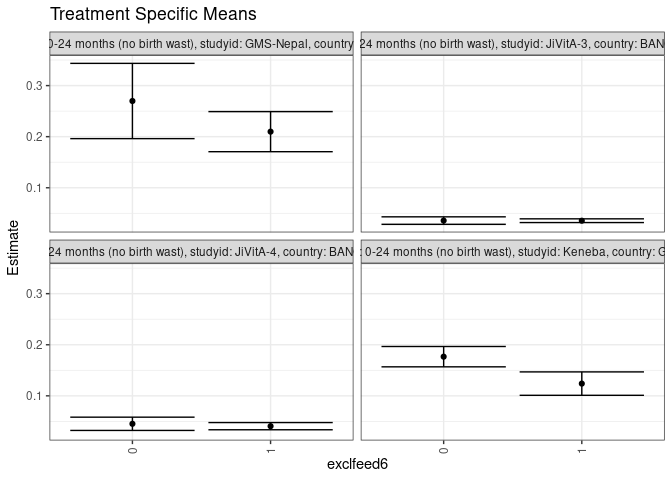 Treatment Specific Means
0-24 months (no birth wast), studyid: GMS-Nepal, country
24 months (no birth wast), studyid: JiVitA-3, country: BAN
0.3
0.2
0.1
24 months (no birth wast), studyid: JiVitA-4, country: BAN
: 0-24 months (no birth wast), studyid: Keneba, country: G
0.3
0.2
0.1
Estimate
0 1 0 1
exclfeed6